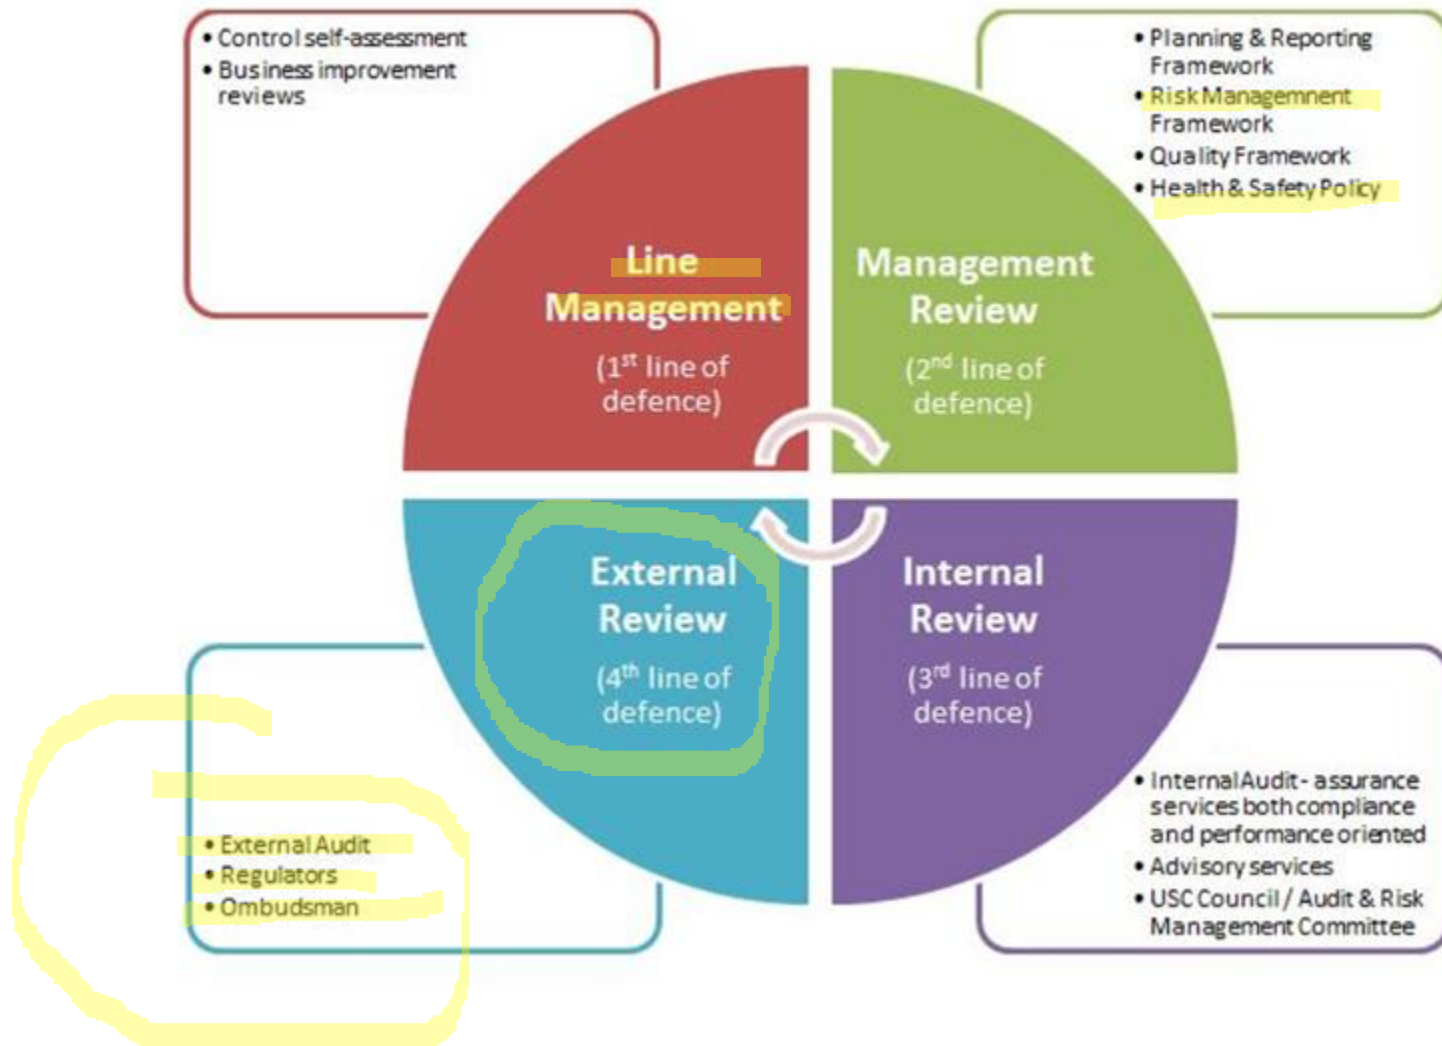 • Control self-assessment
• Business improvement
reviews
• Planning & Reporting
Framework
• Risk Managemnent
Framework
• Quality Framework
• Health & Safety Policy
Line
Management
(1st line of
defence)
Management
Review
(2nd line of
defence)
External
Review
(4th line of
defence)
Internal
Review
(3rd line of
defence)
• External Audit
• Regulators
• Ombudsman
• Internal Audit - assurance
services both compliance
and performance oriented
• Advisory services
• USC Council / Audit & Risk
Management Committee